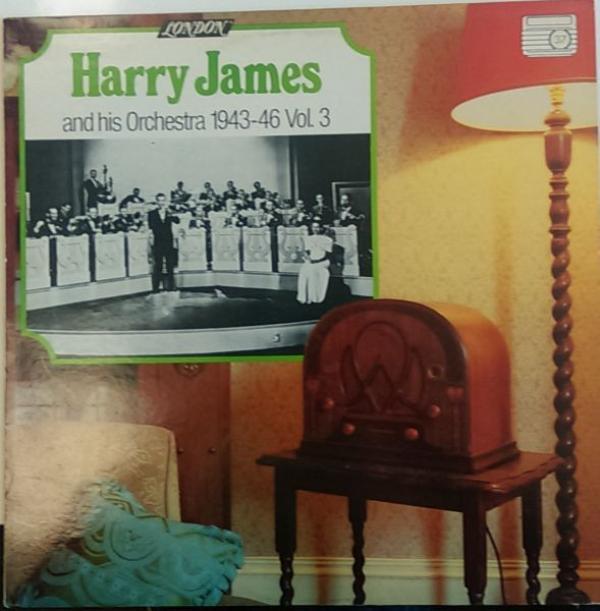 LONDON
Harry James
and his Orchestra 1943-46 Vol. 3